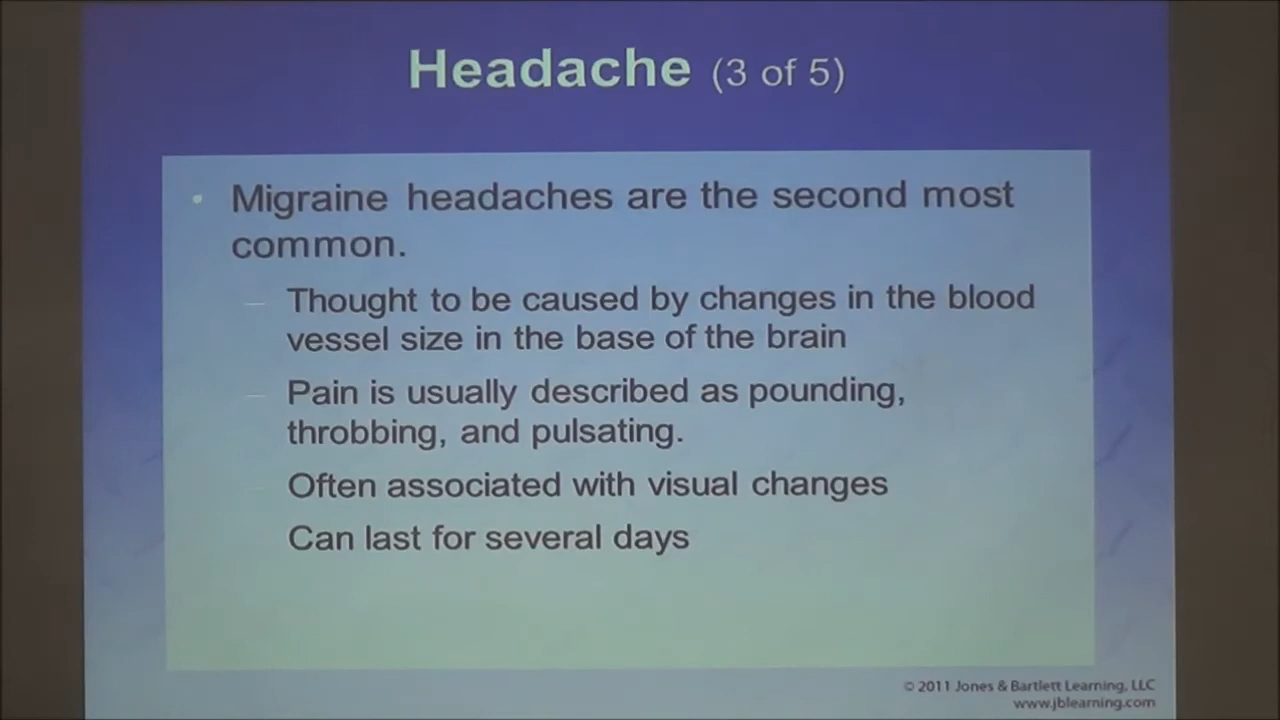 Headache (3 of 5)
• Migraine headaches are the second most
common.
— Thought to be caused by changes in the blood
vessel size in the base of the brain
— Pain is usually described as pounding,
throbbing, and pulsating.
— Often associated with visual changes
Can last for several days
© 2011 Jones & Bartlett Learning, LLC
www.jblearning.com